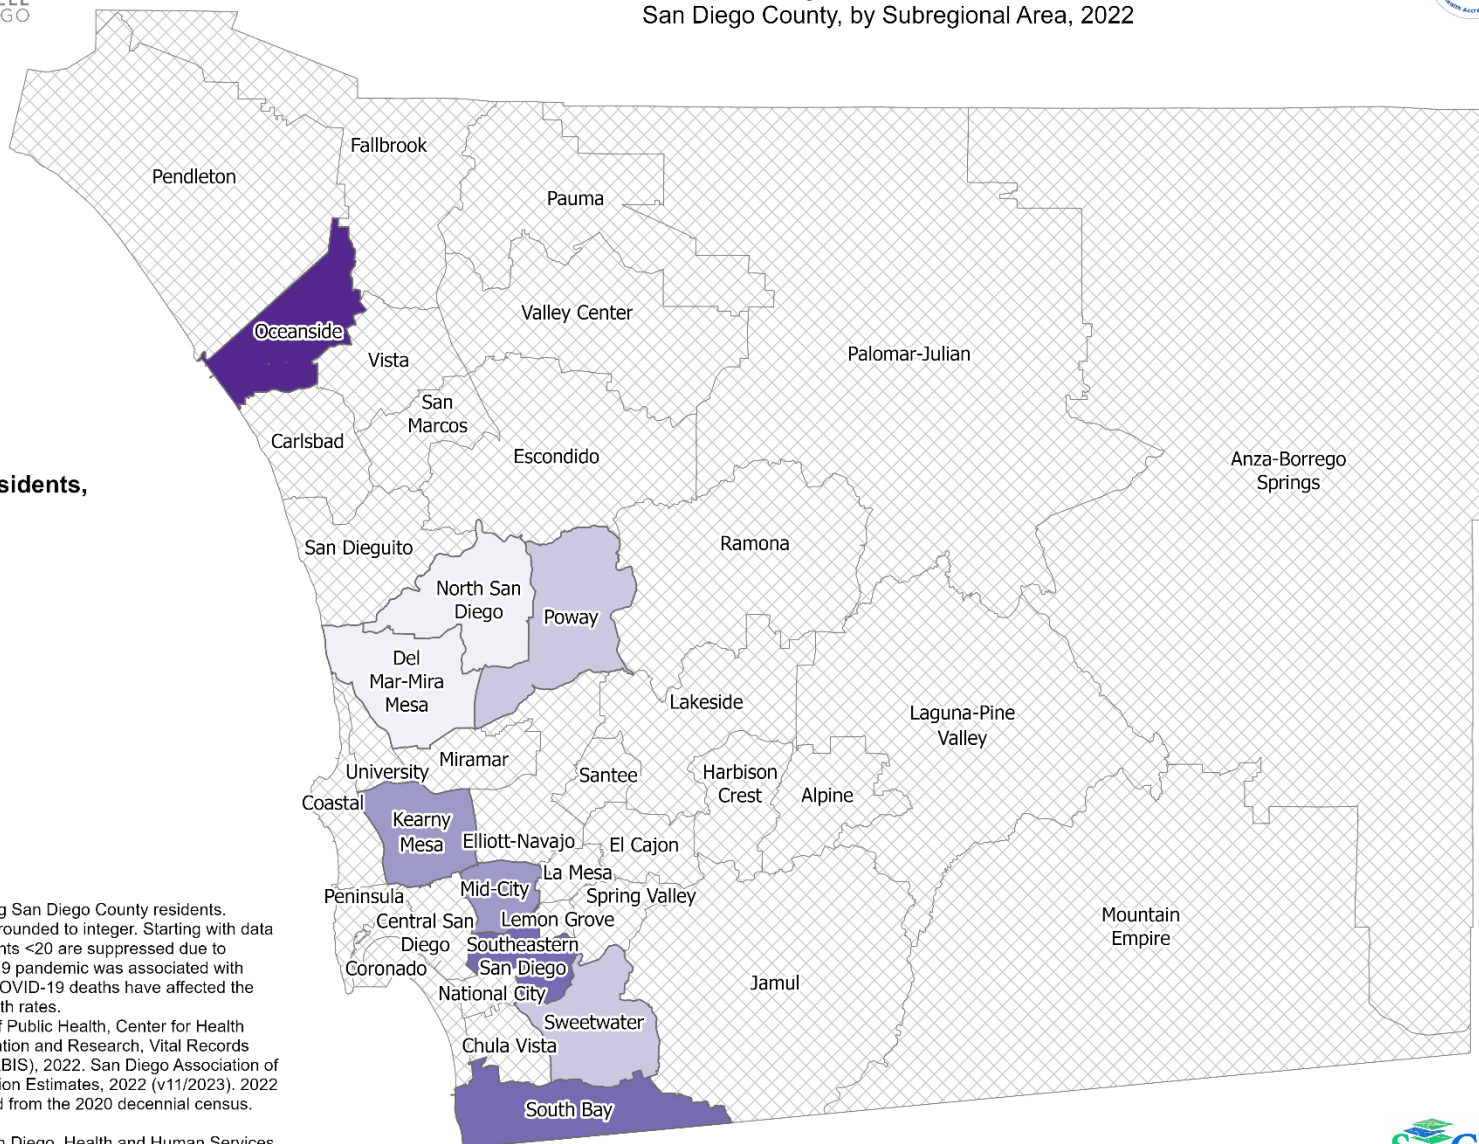 GO
San Diego County, by Subregional Area, 2022
Fallbrook
Pendleton
Pauma
Oceanside
Valley Center
Vista
Palomar-Julian
San
Marcos
Carlsbad
Escondido
Anza-Borrego
Springs
sidents,
San Dieguito
Ramona
North San
Diego
Poway
Del
Mar-Mira
Mesa
Lakeside
Laguna-Pine
Valley
Miramar
University
Santee
Harbison
Crest
Alpine
Coastal
Kearny
Mesa
Elliott-Navajo
El Cajon
La Mesa
Mid-City
Peninsula
Spring Valley
Central San
Diego
Lemon Grove
Mountain
Empire
Southeastern
San Diego
Coronado
Jamul
National City
Sweetwater
Chula Vista
South Bay
g San Diego County residents.
rounded to integer. Starting with data
nts <20 are suppressed due to
9 pandemic was associated with
OVID-19 deaths have affected the
th rates.
f Public Health, Center for Health
ation and Research, Vital Records
BIS), 2022. San Diego Association of
ion Estimates, 2022 (v11/2023). 2022
d from the 2020 decennial census.
n Diego, Health and Human Services